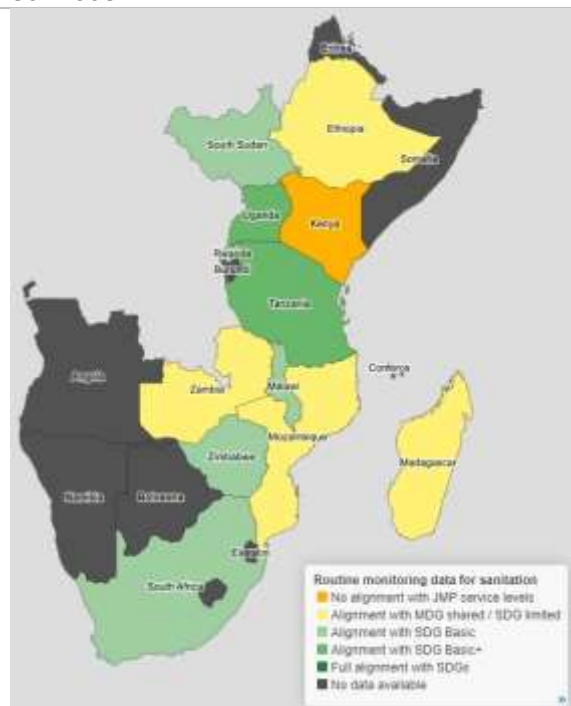 Eritrea
Ethiopia
South Sudan
Somalia
Uganda
Kenya
Rwanda
Burundi
Tanzania
Comoros
Angola
Zambia
Malawi
Mozambique
Madagascar
Zimbabwe
Namibia
Botswana
Eswatini
South Africa
Routine monitoring data for sanitation
No alignment with JMP service levels
Alignment with MDG shared / SDG limited
Alignment with SDG Basic
Alignment with SDG Basic+
Full alignment with SDGs
No data available
»